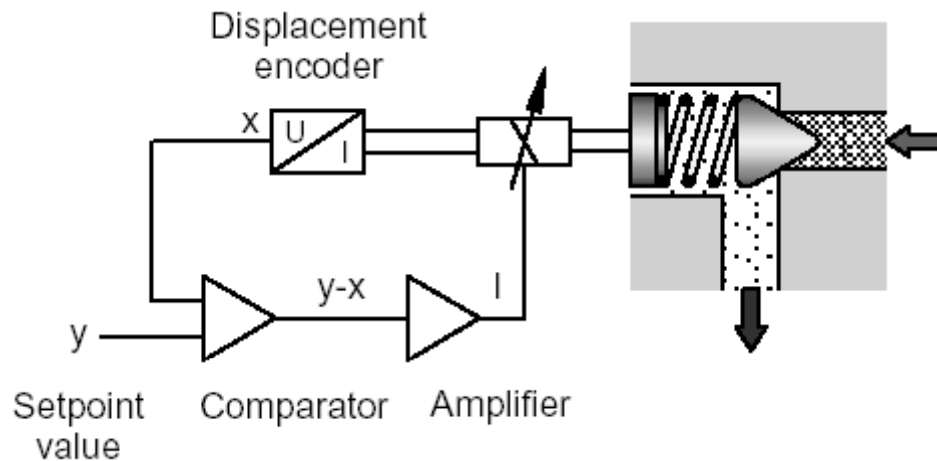 Displacement
encoder
x
U
I
y-x
I
y
Setpoint
value
Comparator
Amplifier